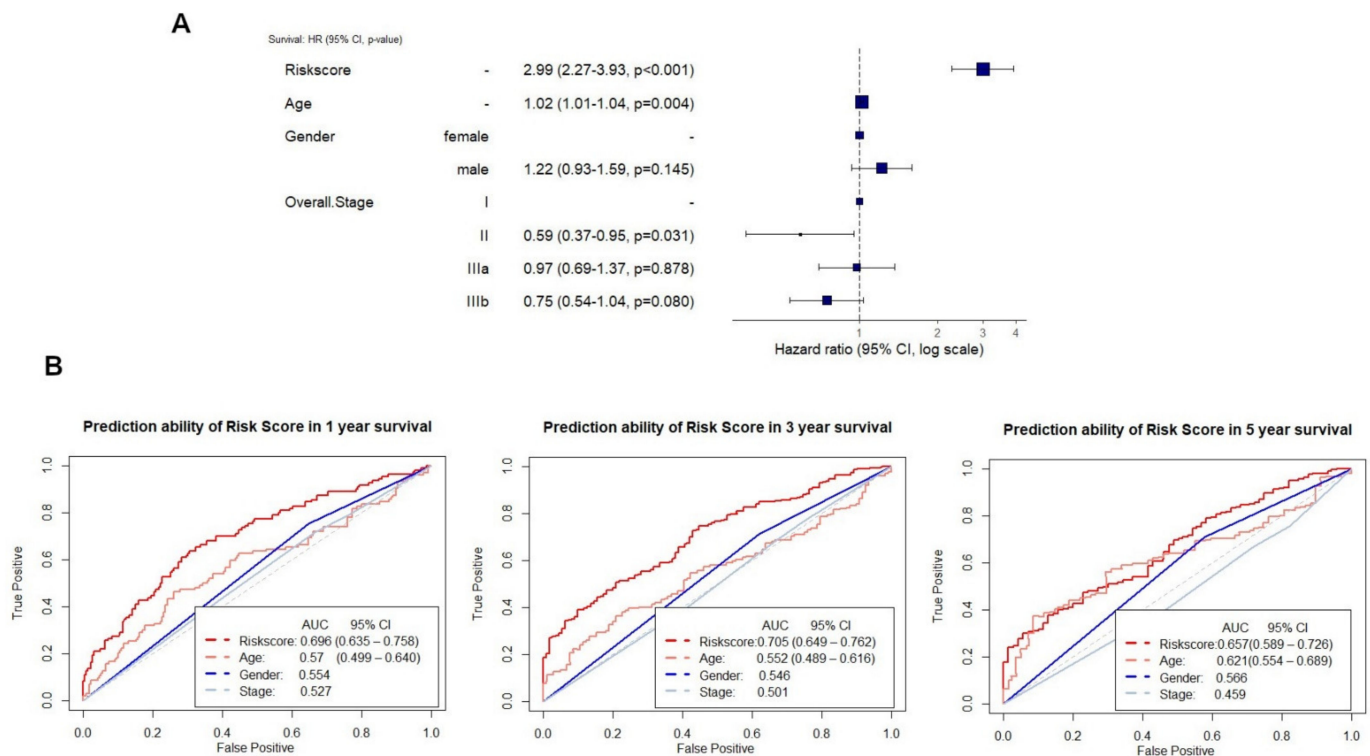 A
Survival: HR (95% CI, p-value)
Riskscore - 2.99 (2.27-3.93, p<0.001)
Age - 1.02 (1.01-1.04, p=0.004)
Gender female -
male 1.22 (0.93-1.59, p=0.145)
Overall.Stage I -
II 0.59 (0.37-0.95, p=0.031)
IIIa 0.97 (0.69-1.37, p=0.878)
IIIb 0.75 (0.54-1.04, p=0.080)
1 2 3 4
Hazard ratio (95% CI, log scale)
B
Prediction ability of Risk Score in 1 year survival
True Positive
0.0 0.2 0.4 0.6 0.8 1.0
AUC 95% CI
Riskscore: 0.696 (0.635 – 0.758)
Age: 0.57 (0.499 – 0.640)
Gender: 0.554
Stage: 0.527
0.0 0.2 0.4 0.6 0.8 1.0
False Positive
Prediction ability of Risk Score in 3 year survival
True Positive
0.0 0.2 0.4 0.6 0.8 1.0
AUC 95% CI
Riskscore:0.705 (0.649 – 0.762)
Age: 0.552 (0.489 – 0.616)
Gender: 0.546
Stage: 0.501
0.0 0.2 0.4 0.6 0.8 1.0
False Positive
Prediction ability of Risk Score in 5 year survival
True Positive
0.0 0.2 0.4 0.6 0.8 1.0
AUC 95% CI
Riskscore:0.657(0.589 – 0.726)
Age: 0.621(0.554 – 0.689)
Gender: 0.566
Stage: 0.459
0.0 0.2 0.4 0.6 0.8 1.0
False Positive